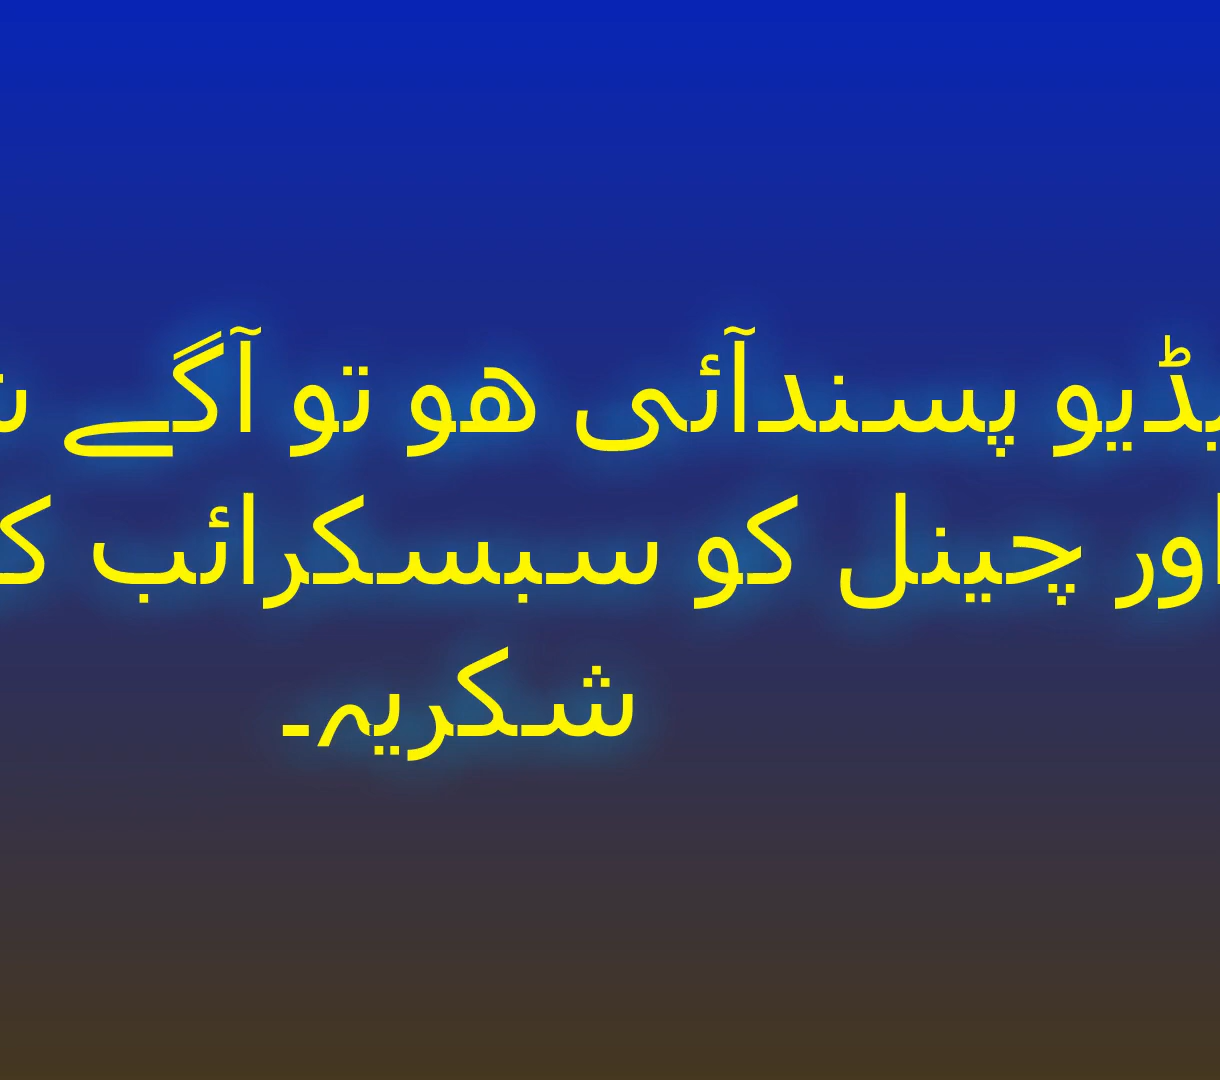 پسندآئی ھو تو آگے
اور چینل کو سبسکرائب
شکریہ۔